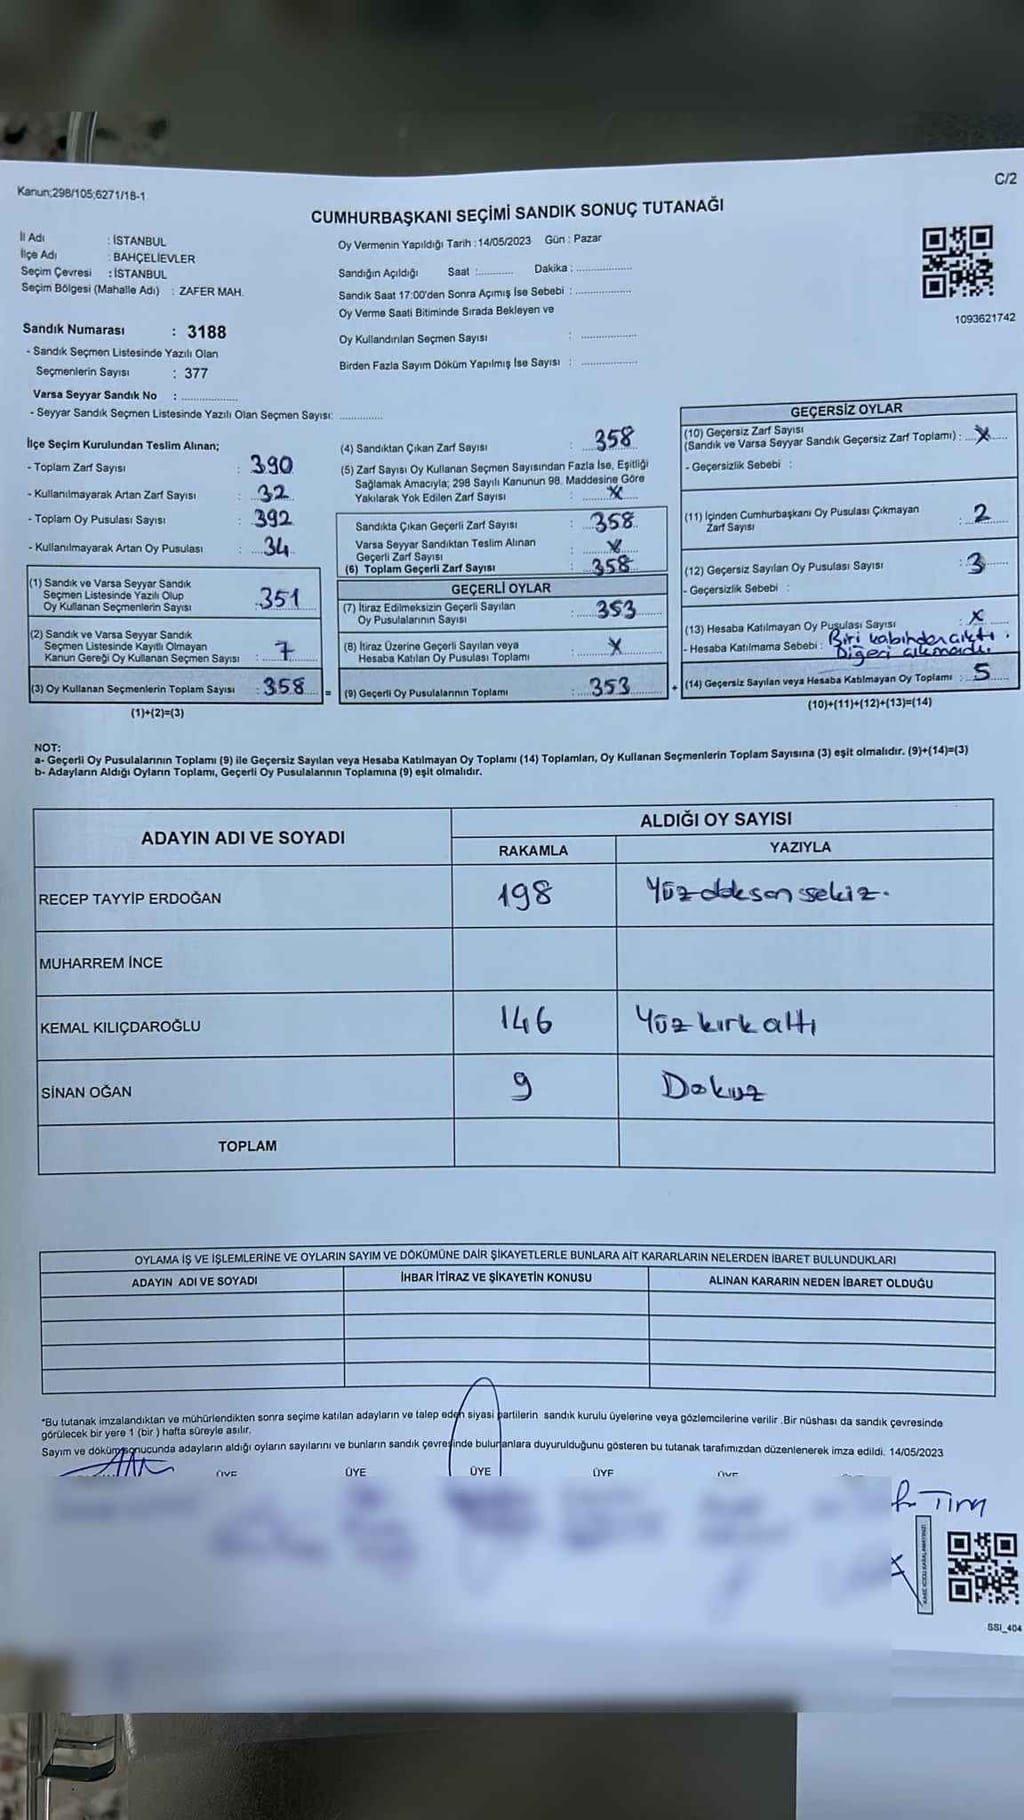 Kanun;298/105;6271/18-1
C/2
CUMHURBAŞKANI SEÇİMİ SANDIK SONUÇ TUTANAĞI
İl Adı : İSTANBUL
İlçe Adı : BAHÇELİEVLER
Seçim Çevresi : İSTANBUL
Seçim Bölgesi (Mahalle Adı) : ZAFER MAH.
Oy Vermenin Yapıldığı Tarih : 14/05/2023 Gün : Pazar
Sandığın Açıldığı Saat :............ Dakika :..................
Sandık Saat 17:00'den Sonra Açımış İse Sebebi :..................
Oy Verme Saati Bitiminde Sırada Bekleyen ve
Oy Kullandırılan Seçmen Sayısı :..................
Birden Fazla Sayım Döküm Yapılmış İse Sayısı :..................
1093621742
Sandık Numarası : 3188
- Sandık Seçmen Listesinde Yazılı Olan
Seçmenlerin Sayısı : 377
Varsa Seyyar Sandık No :..................
- Seyyar Sandık Seçmen Listesinde Yazılı Olan Seçmen Sayısı: ..............
İlçe Seçim Kurulundan Teslim Alınan;
- Toplam Zarf Sayısı : 390
- Kullanılmayarak Artan Zarf Sayısı : 32
- Toplam Oy Pusulası Sayısı : 392
- Kullanılmayarak Artan Oy Pusulası : 34
(1) Sandık ve Varsa Seyyar Sandık
Seçmen Listesinde Yazılı Olup
Oy Kullanan Seçmenlerin Sayısı : 351
(2) Sandık ve Varsa Seyyar Sandık
Seçmen Listesinde Kayıtlı Olmayan
Kanun Gereği Oy Kullanan Seçmen Sayısı : 7
(3) Oy Kullanan Seçmenlerin Toplam Sayısı : 358 =
(1)+(2)=(3)
(4) Sandıktan Çıkan Zarf Sayısı : 358
(5) Zarf Sayısı Oy Kullanan Seçmen Sayısından Fazla İse, Eşitliği
Sağlamak Amacıyla; 298 Sayılı Kanunun 98. Maddesine Göre
Yakılarak Yok Edilen Zarf Sayısı : X
Sandıkta Çıkan Geçerli Zarf Sayısı : 358
Varsa Seyyar Sandıktan Teslim Alınan
Geçerli Zarf Sayısı : X
(6) Toplam Geçerli Zarf Sayısı : 358
GEÇERLİ OYLAR
(7) İtiraz Edilmeksizin Geçerli Sayılan
Oy Pusulalarının Sayısı : 353
(8) İtiraz Üzerine Geçerli Sayılan veya
Hesaba Katılan Oy Pusulası Toplamı : X
(9) Geçerli Oy Pusulalarının Toplamı : 353 +
GEÇERSİZ OYLAR
(10) Geçersiz Zarf Sayısı
(Sandık ve Varsa Seyyar Sandık Geçersiz Zarf Toplamı) : X
- Geçersizlik Sebebi :
(11) İçinden Cumhurbaşkanı Oy Pusulası Çıkmayan
Zarf Sayısı : 2
(12) Geçersiz Sayılan Oy Pusulası Sayısı : 3
- Geçersizlik Sebebi :
(13) Hesaba Katılmayan Oy Pusulası Sayısı : X
- Hesaba Katılmama Sebebi : Biri kabinden çıktı.
Diğeri çıkmadı.
(14) Geçersiz Sayılan veya Hesaba Katılmayan Oy Toplamı : 5
(10)+(11)+(12)+(13)=(14)
NOT:
a- Geçerli Oy Pusulalarının Toplamı (9) ile Geçersiz Sayılan veya Hesaba Katılmayan Oy Toplamı (14) Toplamları, Oy Kullanan Seçmenlerin Toplam Sayısına (3) eşit olmalıdır. (9)+(14)=(3)
b- Adayların Aldığı Oyların Toplamı, Geçerli Oy Pusulalarının Toplamına (9) eşit olmalıdır.
ADAYIN ADI VE SOYADI ALDIĞI OY SAYISI
RAKAMLA YAZIYLA
RECEP TAYYİP ERDOĞAN 198 Yüzdoksansekiz.
MUHARREM İNCE
KEMAL KILIÇDAROĞLU 146 Yüzkırkaltı
SİNAN OĞAN 9 Dokuz
TOPLAM
OYLAMA İŞ VE İŞLEMLERİNE VE OYLARIN SAYIM VE DÖKÜMÜNE DAİR ŞİKAYETLERLE BUNLARA AİT KARARLARIN NELERDEN İBARET BULUNDUKLARI
ADAYIN ADI VE SOYADI İHBAR İTİRAZ VE ŞİKAYETİN KONUSU ALINAN KARARIN NEDEN İBARET OLDUĞU
*Bu tutanak imzalandıktan ve mühürlendikten sonra seçime katılan adayların ve talep eden siyasi partilerin sandık kurulu üyelerine veya gözlemcilerine verilir .Bir nüshası da sandık çevresinde
görülecek bir yere 1 (bir ) hafta süreyle asılır.
Sayım ve döküm sonucunda adayların aldığı oyların sayılarını ve bunların sandık çevresinde bulunanlara duyurulduğunu gösteren bu tutanak tarafımızdan düzenlenerek imza edildi. 14/05/2023
ÜYE ÜYE ÜYE ÜYE ÜYE
SSI_404